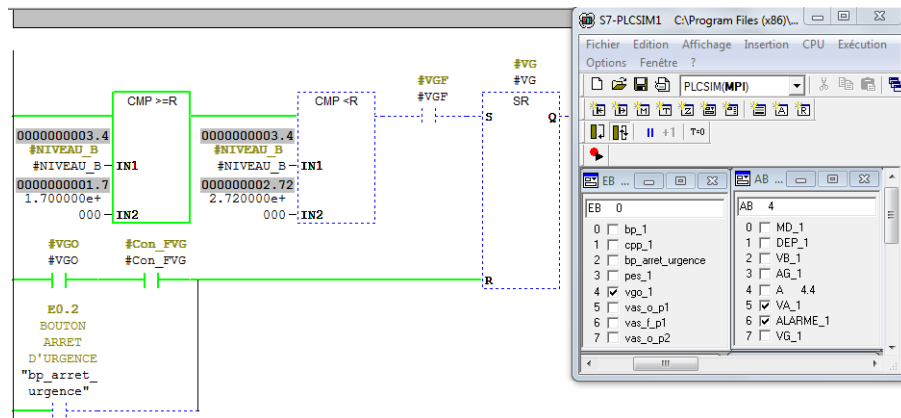 S7-PLCSIM1 C:\Program Files (x86)\...
Fichier Edition Affichage Insertion CPU Exécution
Options Fenêtre ?
PLCSIM(MPI)
+1 T=0
EB ...
AB ...
EB 0
AB 4
0 bp_1
1 cpp_1
2 bp_arret_urgence
3 pes_1
4 vgo_1
5 vas_o_p1
6 vas_f_p1
7 vas_o_p2
0 MD_1
1 DEP_1
2 VB_1
3 AG_1
4 A 4.4
5 VA_1
6 ALARME_1
7 VG_1
CMP >=R
0000000003.4
#NIVEAU_B
#NIVEAU_B IN1
0000000001.7
1.700000e+
000 IN2
CMP <R
0000000003.4
#NIVEAU_B
#NIVEAU_B IN1
000000002.72
2.720000e+
000 IN2
#VGF
#VGF
#VG
#VG
SR
S Q
R
#VGO
#VGO
#Con_FVG
#Con_FVG
E0.2
BOUTON
ARRET
D'URGENCE
"bp_arret_
urgence"